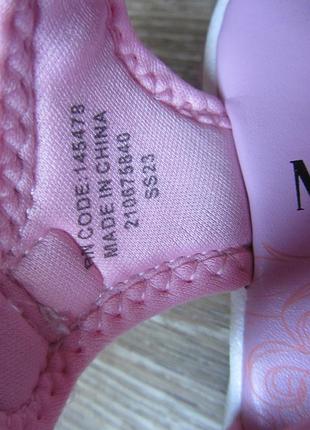 PIN CODE:145478
MADE IN CHINA
210675840
SS23
M